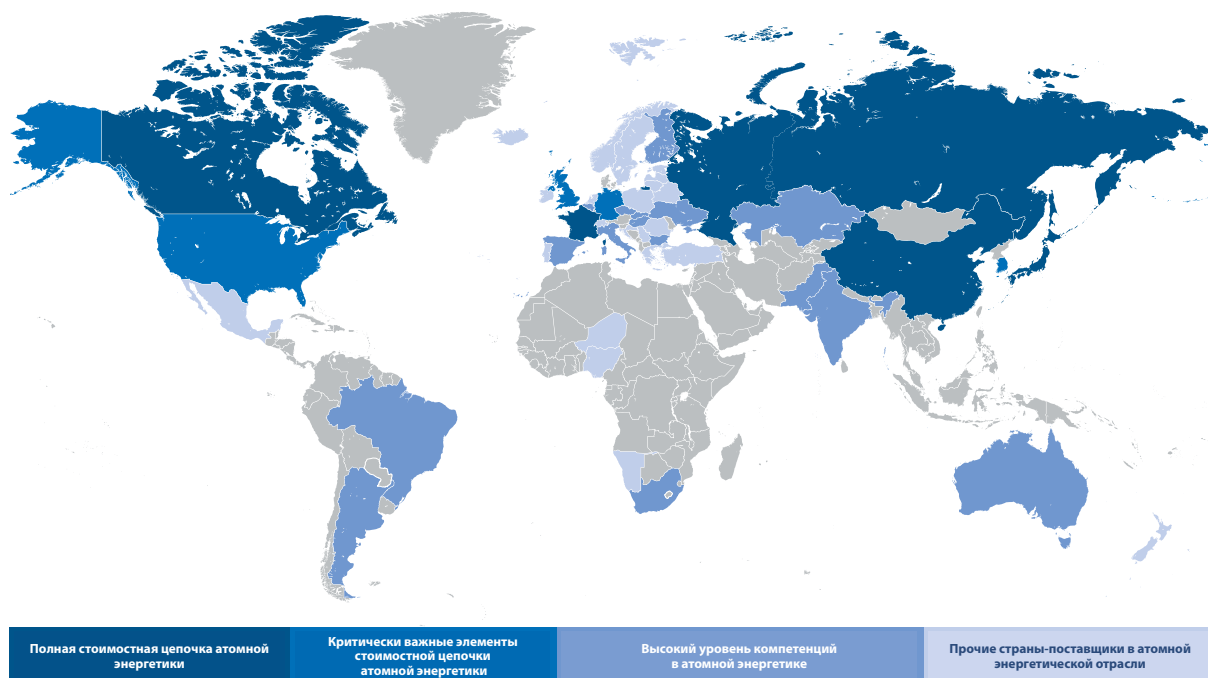 Полная стоимостная цепочка атомной
энергетики
Критически важные элементы
стоимостной цепочки
атомной энергетики
Высокий уровень компетенций
в атомной энергетике
Прочие страны-поставщики в атомной
энергетической отрасли